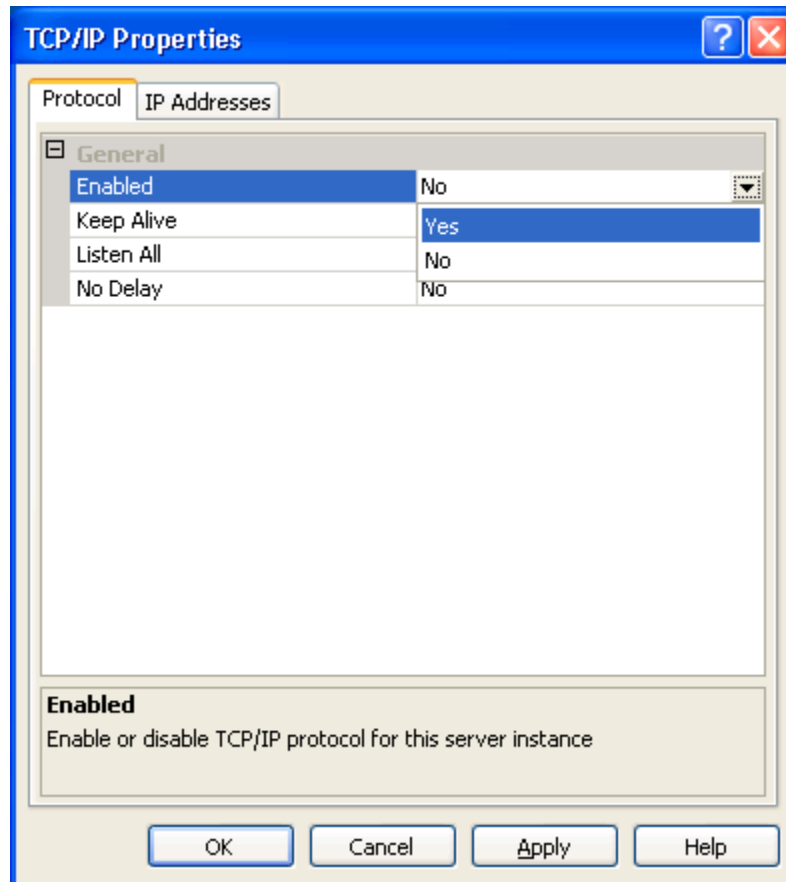 TCP/IP Properties
Protocol
IP Addresses
General
Enabled No
Yes
Keep Alive
No
Listen All
No Delay No
Enabled
Enable or disable TCP/IP protocol for this server instance
OK Cancel Apply Help